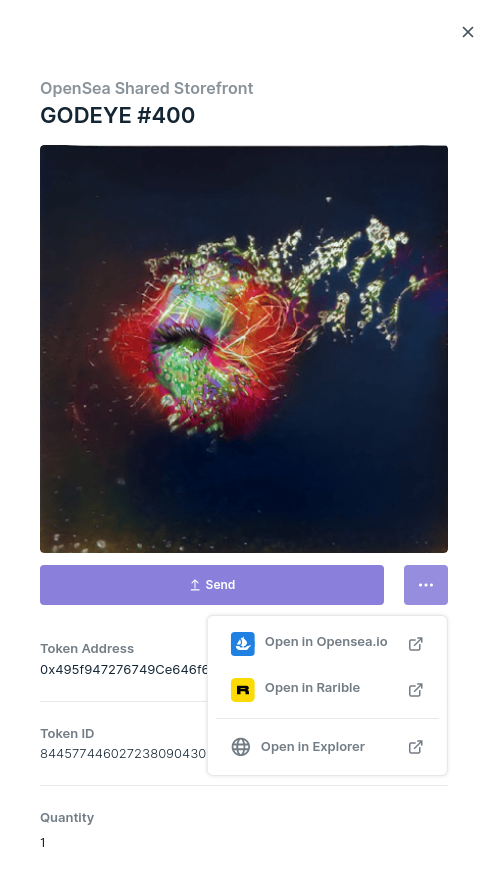 OpenSea Shared Storefront
GODEYE #400
Send
Open in Opensea.io
Open in Rarible
Open in Explorer
Token Address
0x495f947276749Ce646f6
Token ID
844577446027238090430
Quantity
1